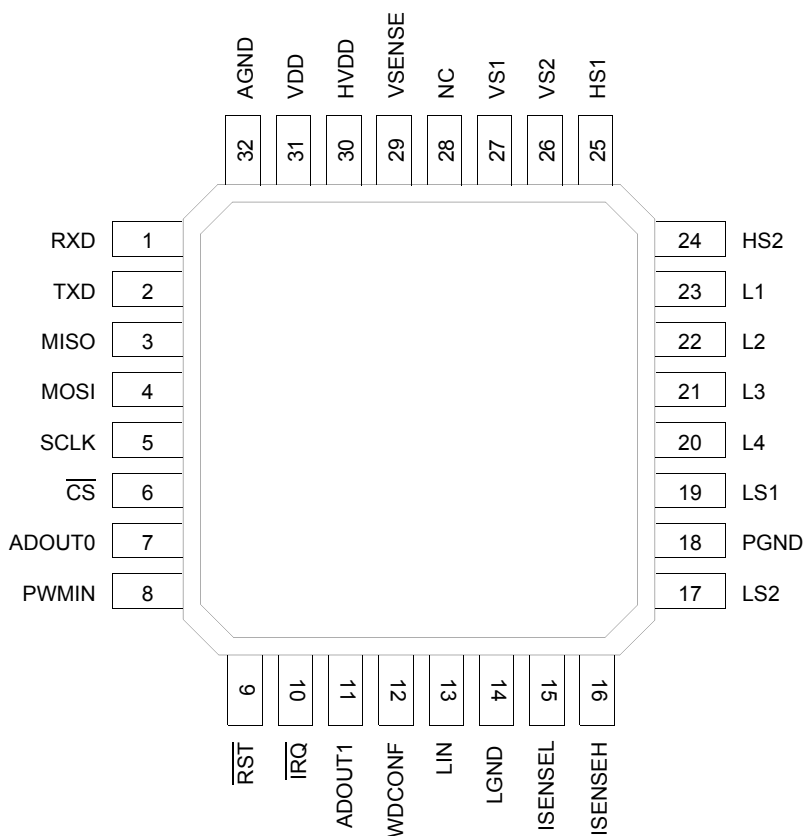 AGND
VDD
HVDD
VSENSE
NC
VS1
VS2
HS1
32
31
30
29
28
27
26
25
RXD 1
TXD 2
MISO 3
MOSI 4
SCLK 5
CS 6
ADOUT0 7
PWMIN 8
24 HS2
23 L1
22 L2
21 L3
20 L4
19 LS1
18 PGND
17 LS2
9
10
11
12
13
14
15
16
RST
IRQ
ADOUT1
WDCONF
LIN
LGND
ISENSEL
ISENSEH